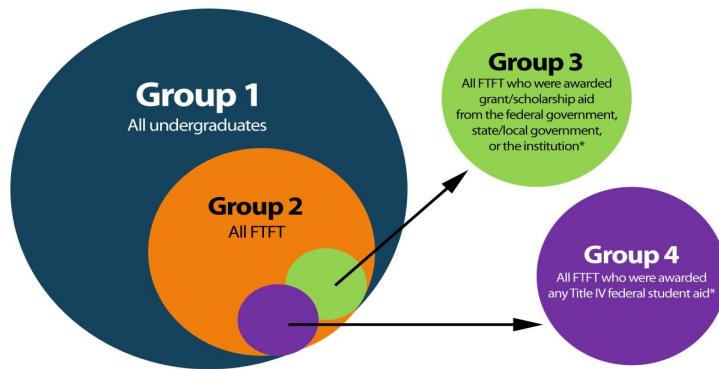 Group 1
All undergraduates
Group 2
All FTFT
Group 3
All FTFT who were awarded
grant/scholarship aid
from the federal government,
state/local government,
or the institution*
Group 4
All FTFT who were awarded
any Title IV federal student aid*